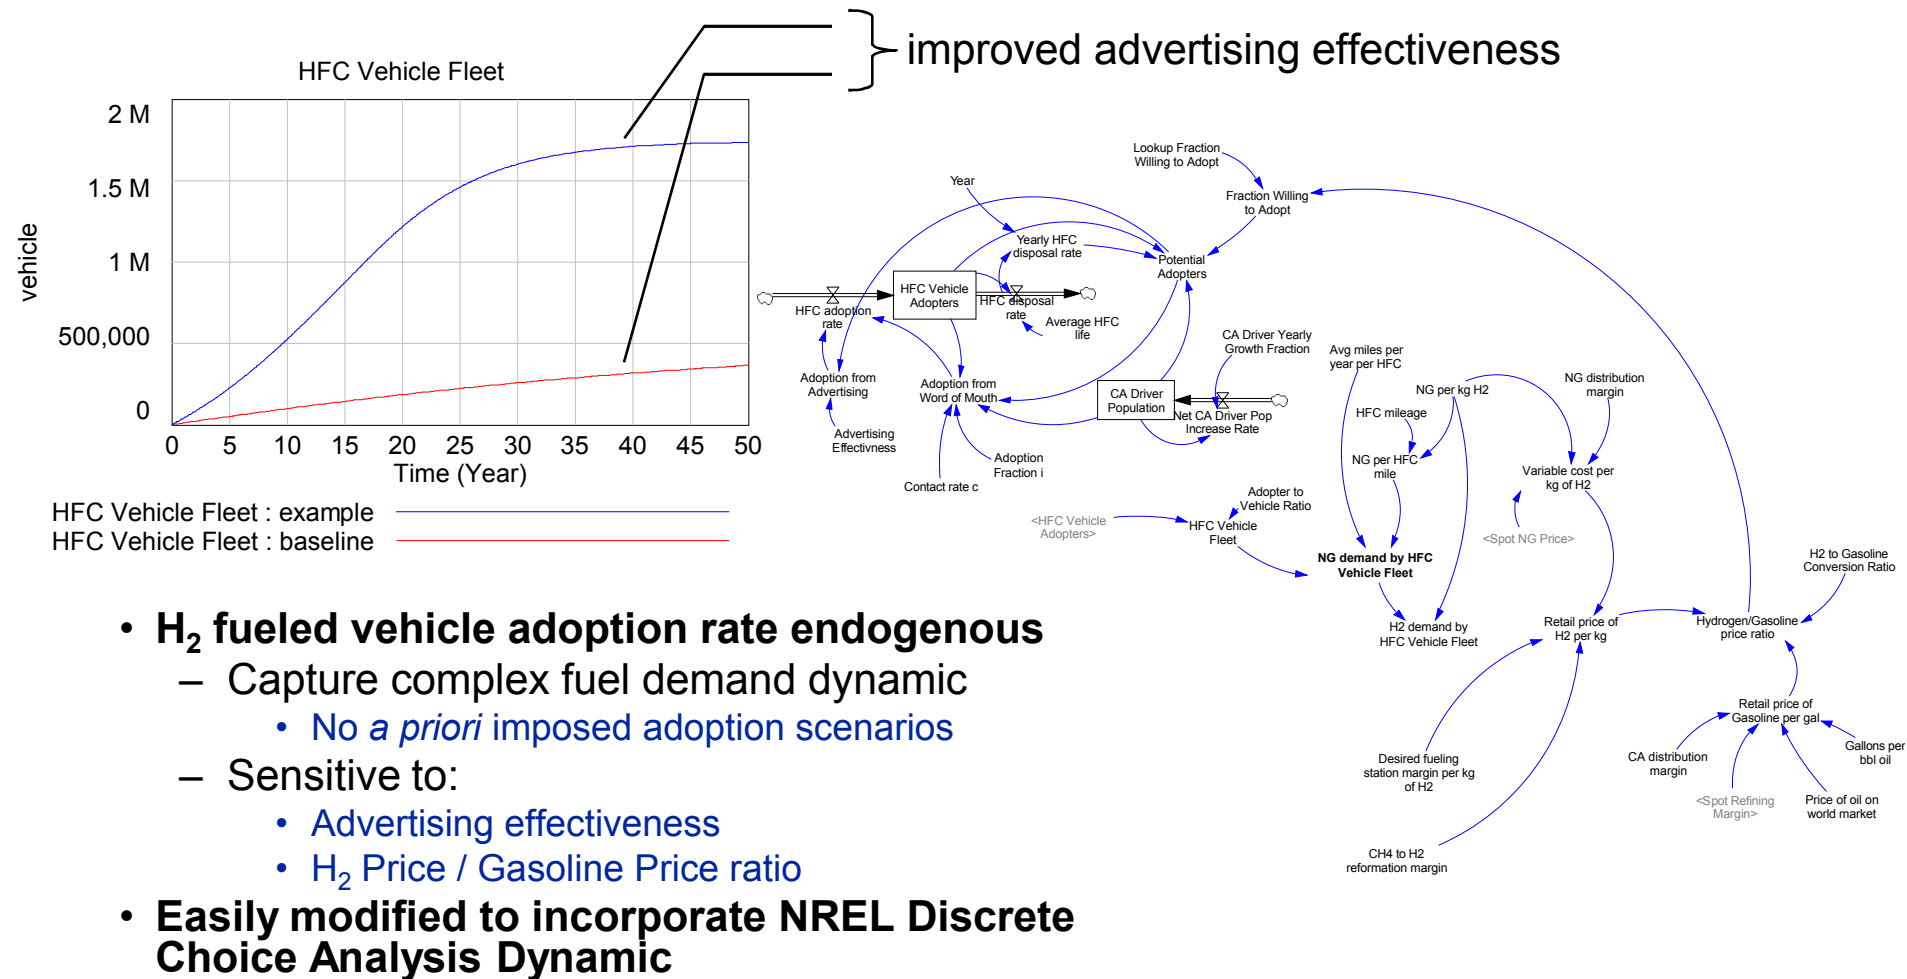 improved advertising effectiveness
HFC Vehicle Fleet
2 M
1.5 M
1 M
500,000
0
vehicle
0 5 10 15 20 25 30 35 40 45 50
Time (Year)
HFC Vehicle Fleet : example
HFC Vehicle Fleet : baseline
Lookup Fraction
Willing to Adopt
Year
Fraction Willing
to Adopt
Yearly HFC
disposal rate
Potential
Adopters
HFC Vehicle
Adopters
HFC adoption
rate
HFC disposal
rate
Average HFC
life
CA Driver Yearly
Growth Fraction
Adoption from
Advertising
Adoption from
Word of Mouth
CA Driver
Population
Net CA Driver Pop
Increase Rate
Advertising
Effectivness
Adoption
Fraction i
Contact rate c
Avg miles per
year per HFC
NG per kg H2
NG distribution
margin
HFC mileage
NG per HFC
mile
Variable cost per
kg of H2
Adopter to
Vehicle Ratio
<HFC Vehicle
Adopters>
HFC Vehicle
Fleet
<Spot NG Price>
NG demand by HFC
Vehicle Fleet
H2 to Gasoline
Conversion Ratio
H2 demand by
HFC Vehicle Fleet
Retail price of
H2 per kg
Hydrogen/Gasoline
price ratio
Retail price of
Gasoline per gal
Desired fueling
station margin per kg
of H2
CA distribution
margin
Gallons per
bbl oil
<Spot Refining
Margin>
Price of oil on
world market
CH4 to H2
reformation margin
• H₂ fueled vehicle adoption rate endogenous
– Capture complex fuel demand dynamic
• No a priori imposed adoption scenarios
– Sensitive to:
• Advertising effectiveness
• H₂ Price / Gasoline Price ratio
• Easily modified to incorporate NREL Discrete
Choice Analysis Dynamic